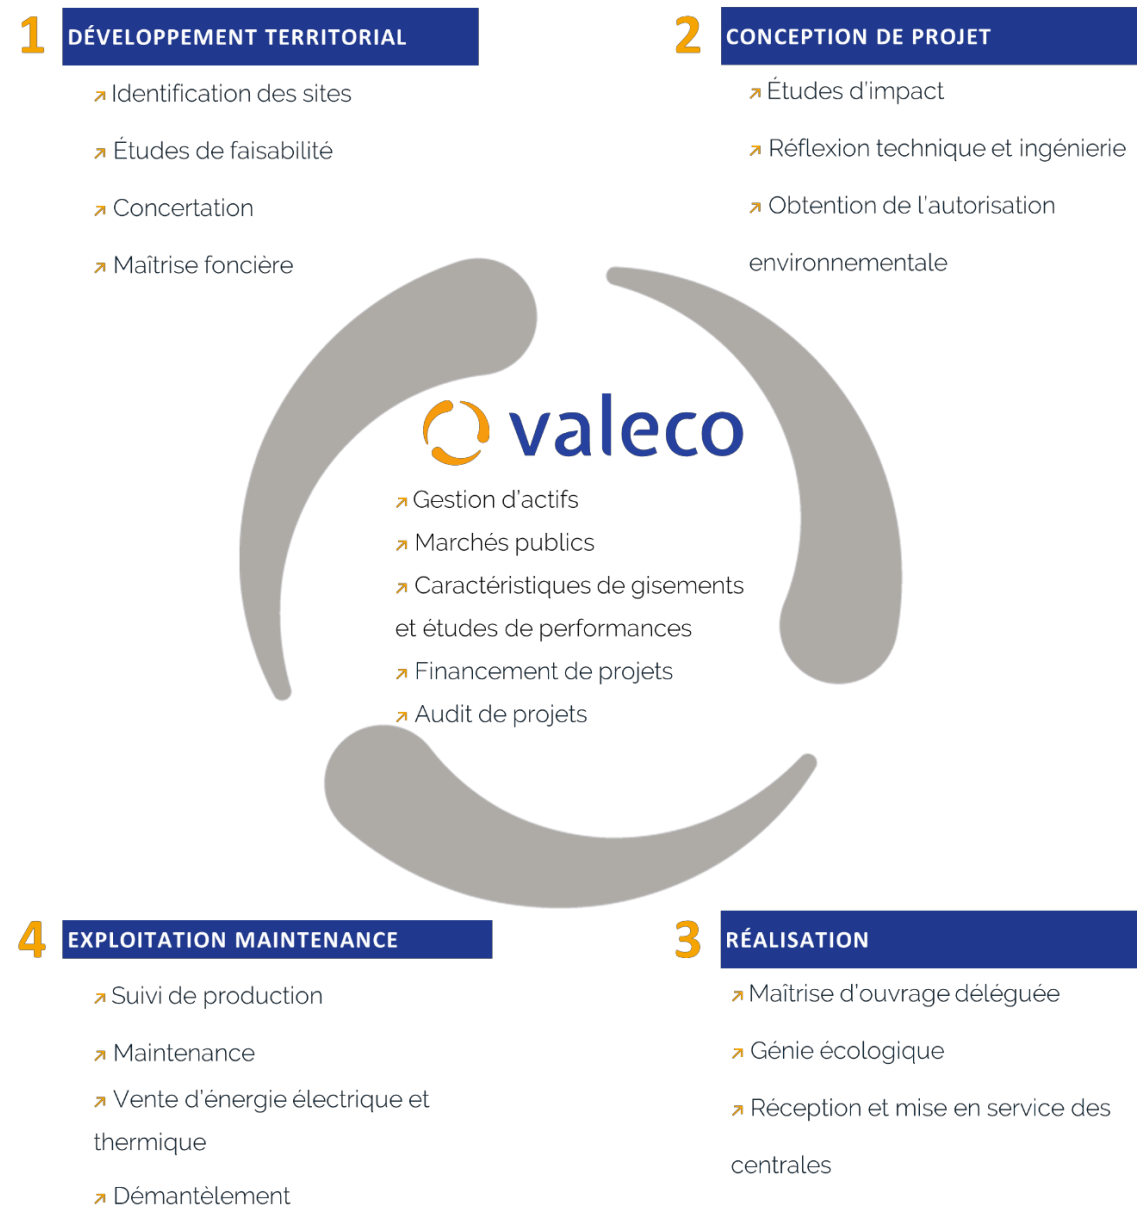 1 DÉVELOPPEMENT TERRITORIAL
Identification des sites
Études de faisabilité
Concertation
Maîtrise foncière
2 CONCEPTION DE PROJET
Études d'impact
Réflexion technique et ingénierie
Obtention de l'autorisation
environnementale
valeco
Gestion d'actifs
Marchés publics
Caractéristiques de gisements
et études de performances
Financement de projets
Audit de projets
4 EXPLOITATION MAINTENANCE
Suivi de production
Maintenance
Vente d'énergie électrique et
thermique
Démantèlement
3 RÉALISATION
Maîtrise d'ouvrage déléguée
Génie écologique
Réception et mise en service des
centrales